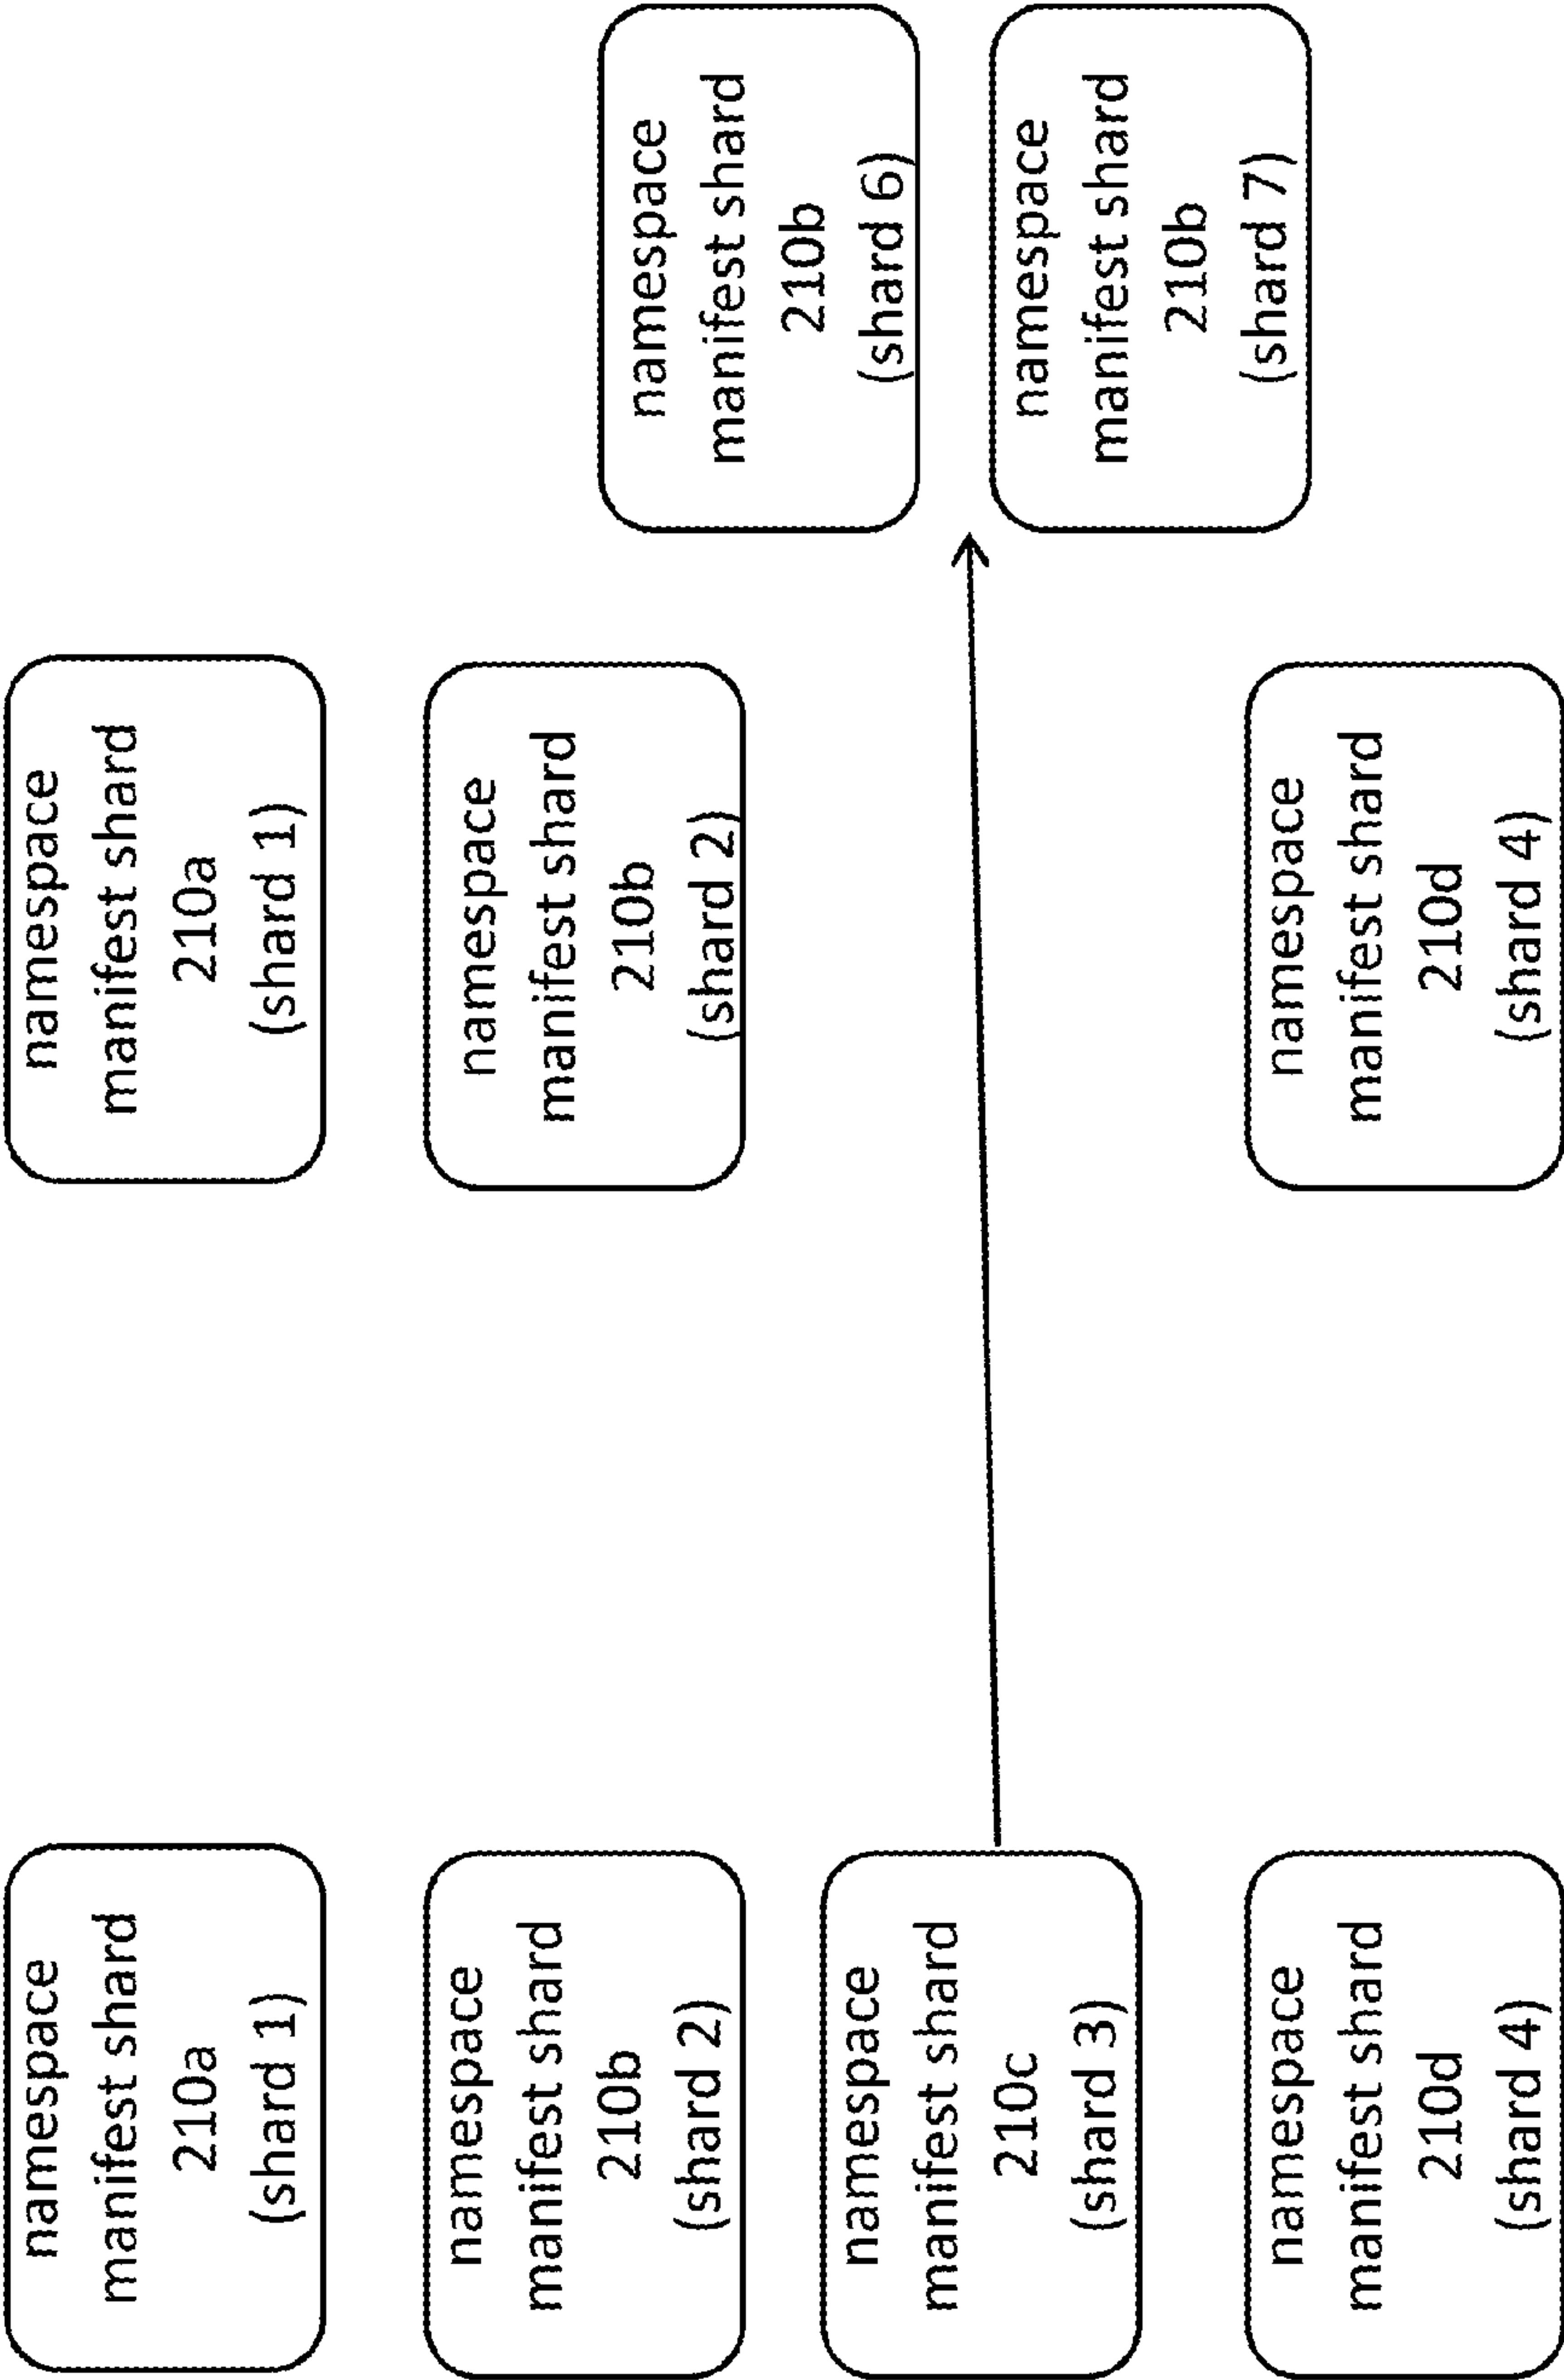 namespace
manifest shard
210a
(shard 1)
namespace
manifest shard
210b
(shard 2)
namespace
manifest shard
210c
(shard 3)
namespace
manifest shard
210d
(shard 4)
namespace
manifest shard
210a
(shard 1)
namespace
manifest shard
210b
(shard 2)
namespace
manifest shard
210d
(shard 4)
namespace
manifest shard
210b
(shard 6)
namespace
manifest shard
210b
(shard 7)